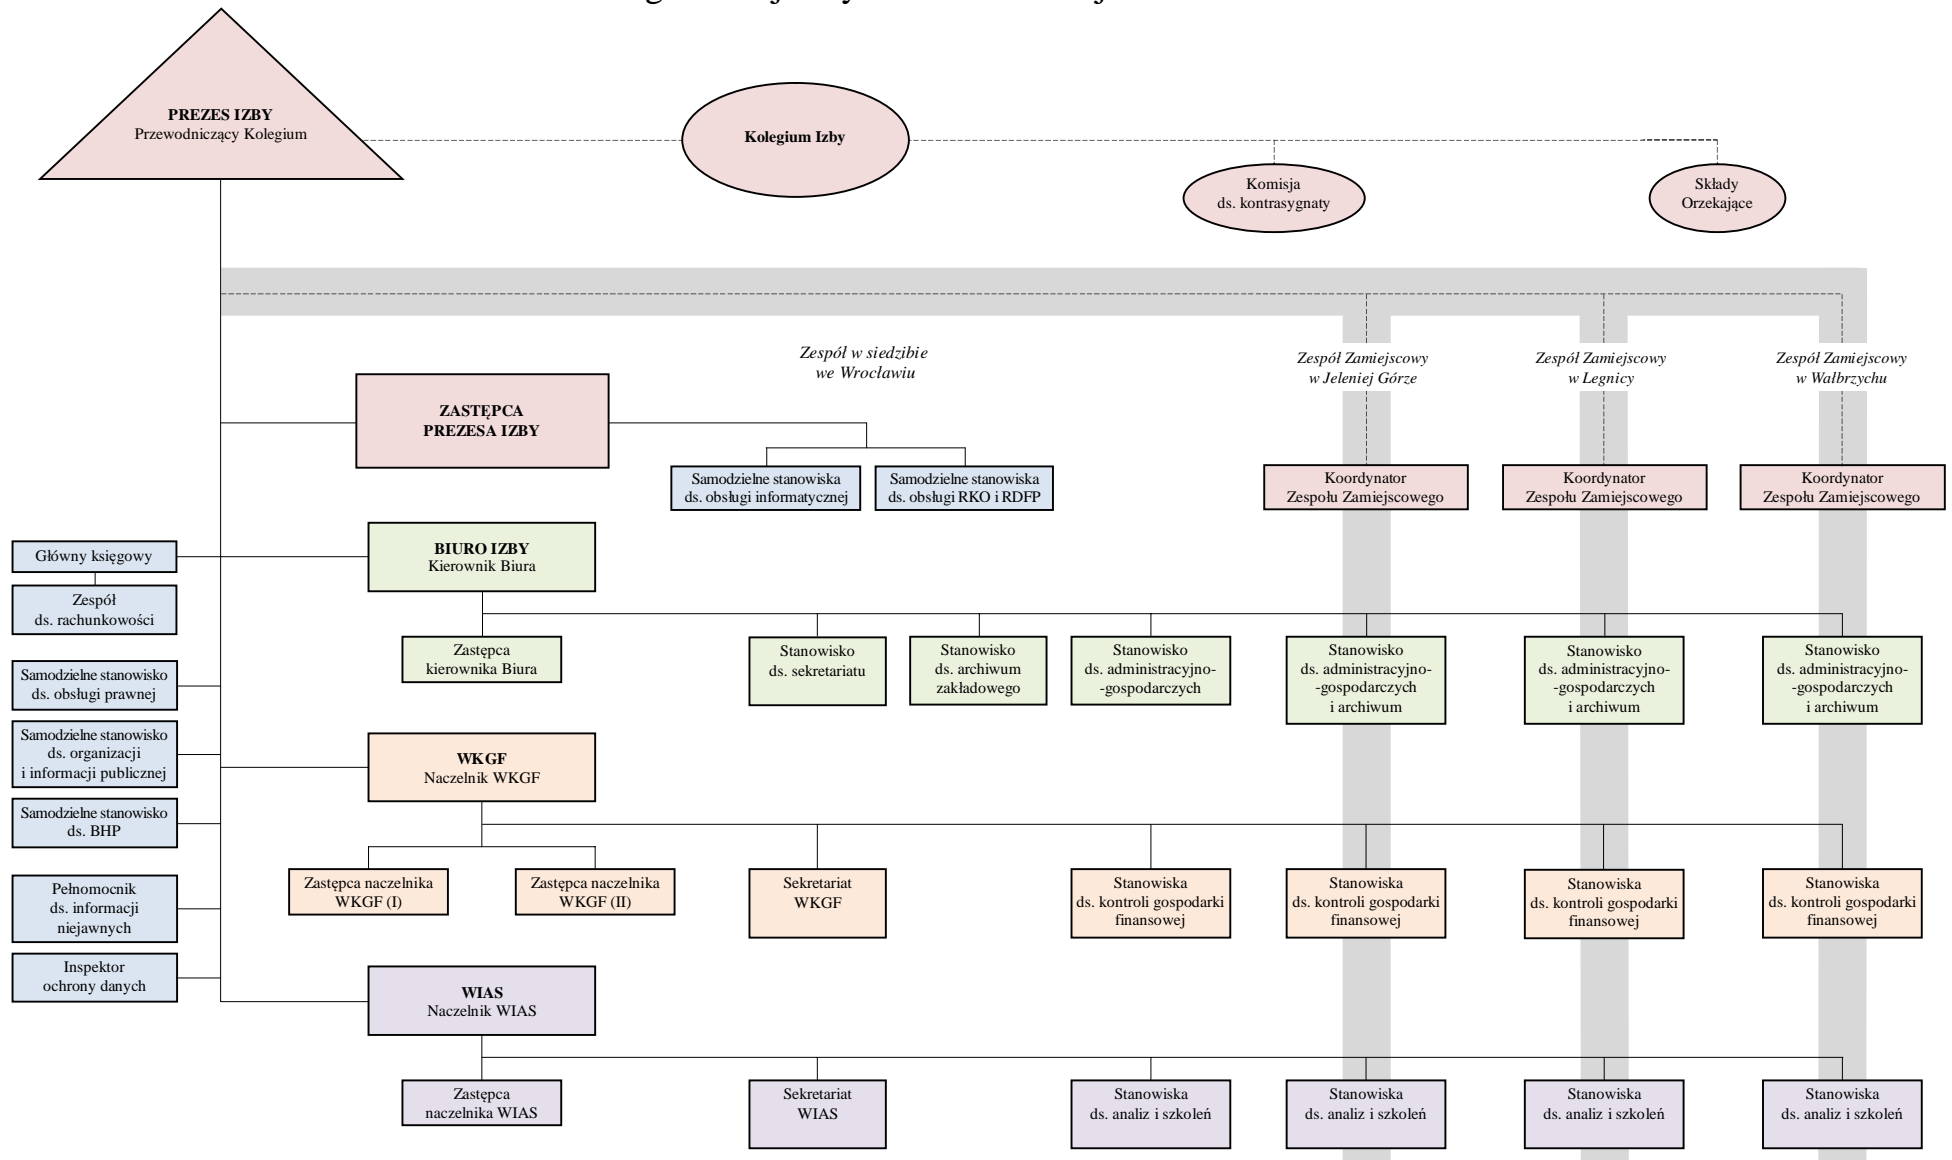 PREZES IZBY
Przewodniczący Kolegium
Kolegium Izby
Komisja
ds. kontrasygnaty
Składy
Orzekające
Zespół w siedzibie
we Wrocławiu
Zespół Zamiejscowy
w Jeleniej Górze
Zespół Zamiejscowy
w Legnicy
Zespół Zamiejscowy
w Wałbrzychu
ZASTĘPCA
PREZESA IZBY
Samodzielne stanowiska
ds. obsługi informatycznej
Samodzielne stanowiska
ds. obsługi RKO i RDFP
Koordynator
Zespołu Zamiejscowego
Koordynator
Zespołu Zamiejscowego
Koordynator
Zespołu Zamiejscowego
Główny księgowy
Zespół
ds. rachunkowości
Samodzielne stanowisko
ds. obsługi prawnej
Samodzielne stanowisko
ds. organizacji
i informacji publicznej
Samodzielne stanowisko
ds. BHP
Pełnomocnik
ds. informacji
niejawnych
Inspektor
ochrony danych
BIURO IZBY
Kierownik Biura
Zastępca
kierownika Biura
Stanowisko
ds. sekretariatu
Stanowisko
ds. archiwum
zakładowego
Stanowisko
ds. administracyjno-
-gospodarczych
Stanowisko
ds. administracyjno-
-gospodarczych
i archiwum
Stanowisko
ds. administracyjno-
-gospodarczych
i archiwum
Stanowisko
ds. administracyjno-
-gospodarczych
i archiwum
WKGF
Naczelnik WKGF
Zastępca naczelnika
WKGF (I)
Zastępca naczelnika
WKGF (II)
Sekretariat
WKGF
Stanowiska
ds. kontroli gospodarki
finansowej
Stanowiska
ds. kontroli gospodarki
finansowej
Stanowiska
ds. kontroli gospodarki
finansowej
Stanowiska
ds. kontroli gospodarki
finansowej
WIAS
Naczelnik WIAS
Zastępca
naczelnika WIAS
Sekretariat
WIAS
Stanowiska
ds. analiz i szkoleń
Stanowiska
ds. analiz i szkoleń
Stanowiska
ds. analiz i szkoleń
Stanowiska
ds. analiz i szkoleń